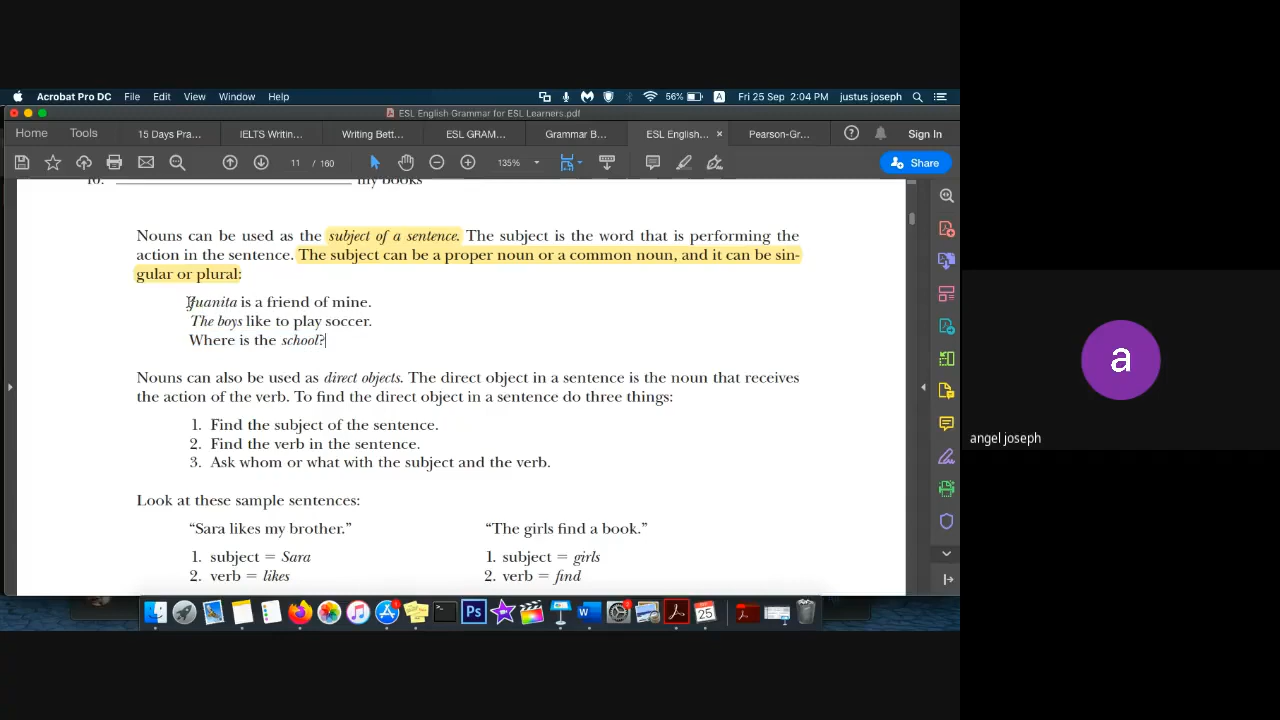 Acrobat Pro DC File Edit View Window Help 56% A Fri 25 Sep 2:04 PM justus joseph
ESL English Grammar for ESL Learners.pdf
Home Tools 15 Days Pra... IELTS Writin... Writing Bett... ESL GRAM... Grammar B... ESL English... × Pearson-Gr... Sign In
11 / 160 135% Share
10. my books
Nouns can be used as the subject of a sentence. The subject is the word that is performing the
action in the sentence. The subject can be a proper noun or a common noun, and it can be sin-
gular or plural:
Juanita is a friend of mine.
The boys like to play soccer.
Where is the school?
Nouns can also be used as direct objects. The direct object in a sentence is the noun that receives
the action of the verb. To find the direct object in a sentence do three things:
1. Find the subject of the sentence.
2. Find the verb in the sentence.
3. Ask whom or what with the subject and the verb.
Look at these sample sentences:
“Sara likes my brother.” “The girls find a book.”
1. subject = Sara 1. subject = girls
2. verb = likes 2. verb = find
Ps W 25
a
angel joseph